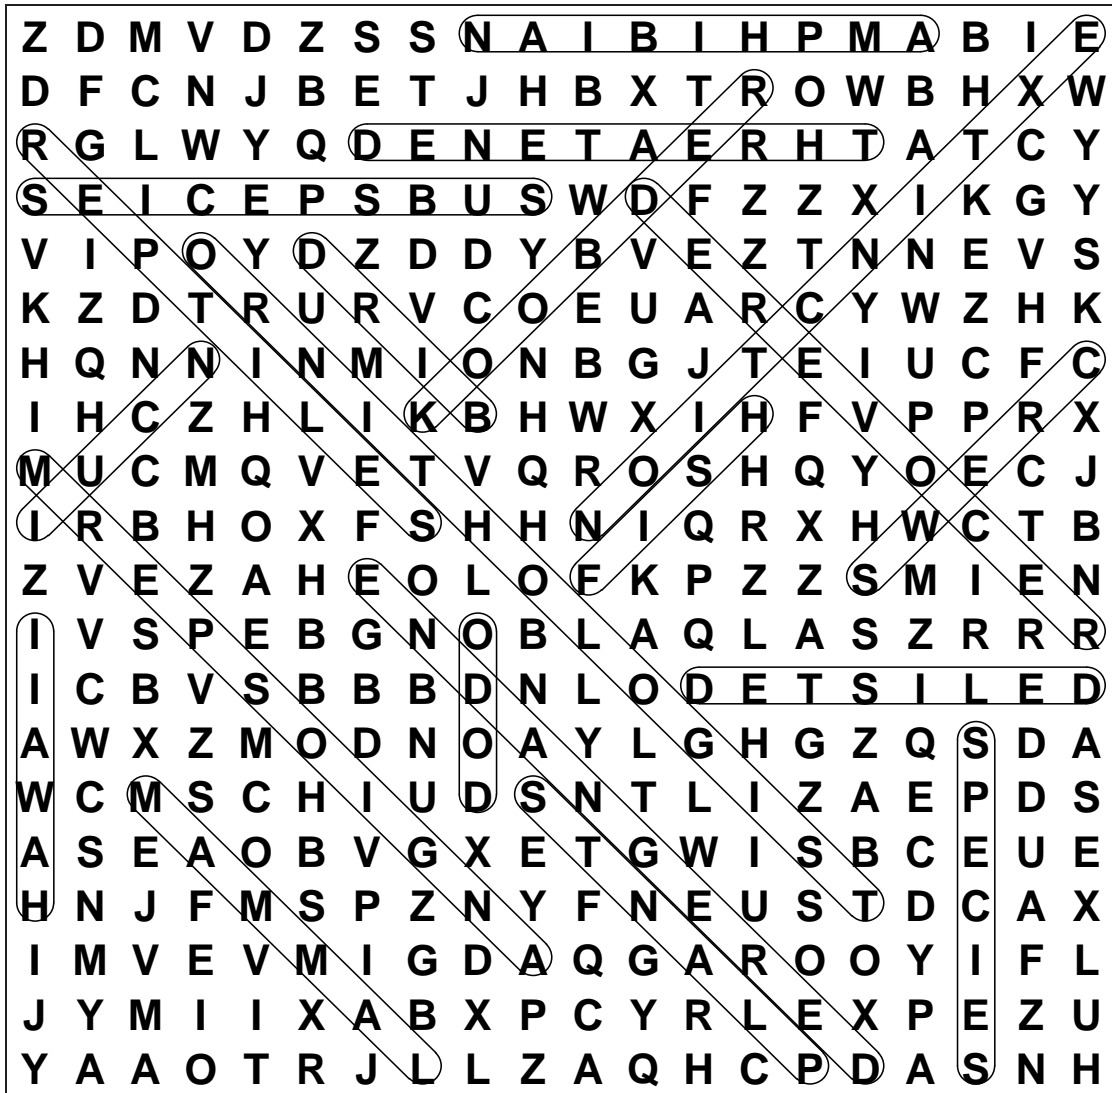 Z D M V D Z S S N A I B I H P M A B I E
D F C N J B E T J H B X T R O W B H X W
R G L W Y Q D E N E T A E R H T A T C Y
S E I C E P S B U S W D F Z Z X I K G Y
V I P O Y D Z D D Y B V E Z T N N E V S
K Z D T R U R V C O E U A R C Y W Z H K
H Q N N I N M I O N B G J T E I U C F C
I H C Z H L I K B H W X I H F V P P R X
M U C M Q V E T V Q R O S H Q Y O E C J
I R B H O X F S H H N I Q R X H W C T B
Z V E Z A H E O L O F K P Z Z S M I E N
I V S P E B G N O B L A Q L A S Z R R R
I C B V S B B B D N L O D E T S I L E D
A W X Z M O D N O A Y L G H G Z Q S D A
W C M S C H I U D S N T L I Z A E P D S
A S E A O B V G X E T G W I S B C E U E
H N J F M S P Z N Y F N E U S T D C A X
I M V E V M I G D A Q G A R O O Y I F L
J Y M I I X A B X P C Y R L E X P E Z U
Y A A O T R J L L Z A Q H C P D A S N H